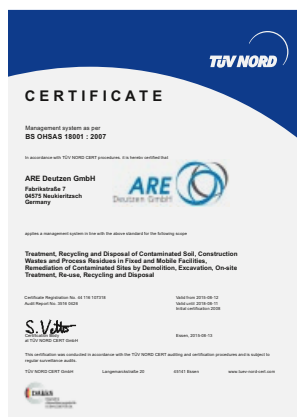 TÜV NORD
CERTIFICATE
Management system as per
BS OHSAS 18001 : 2007
In accordance with TÜV NORD CERT procedures, it is hereby certified that
ARE Deutzen GmbH
Fabrikstraße 7
04575 Neukieritzsch
Germany
ARE
Deutzen GmbH
applies a management system in line with the above standard for the following scope
Treatment, Recycling and Disposal of Contaminated Soil, Construction
Wastes and Process Residues in Fixed and Mobile Facilities,
Remediation of Contaminated Sites by Demolition, Excavation, On-site
Treatment, Re-use, Recycling and Disposal
Certificate Registration No. 44 116 107318
Audit Report No. 3516 5526
Valid from 2015-08-12
Valid until 2018-08-11
Initial certification 2008
Certification Body
at TÜV NORD CERT GmbH
Essen, 2015-08-12
This certification was conducted in accordance with the TÜV NORD CERT auditing and certification procedures and is subject to
regular surveillance audits.
TÜV NORD CERT GmbH Langemarckstraße 20 45141 Essen www.tuev-nord-cert.com